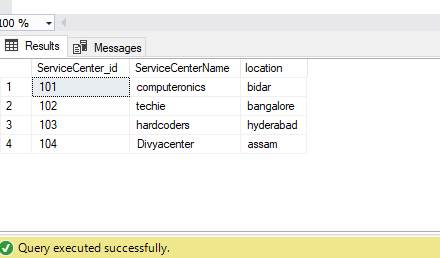 100 %
Results Messages
ServiceCenter_id ServiceCenterName location
1 101 computeronics bidar
2 102 techie bangalore
3 103 hardcoders hyderabad
4 104 Divyacenter assam
Query executed successfully.